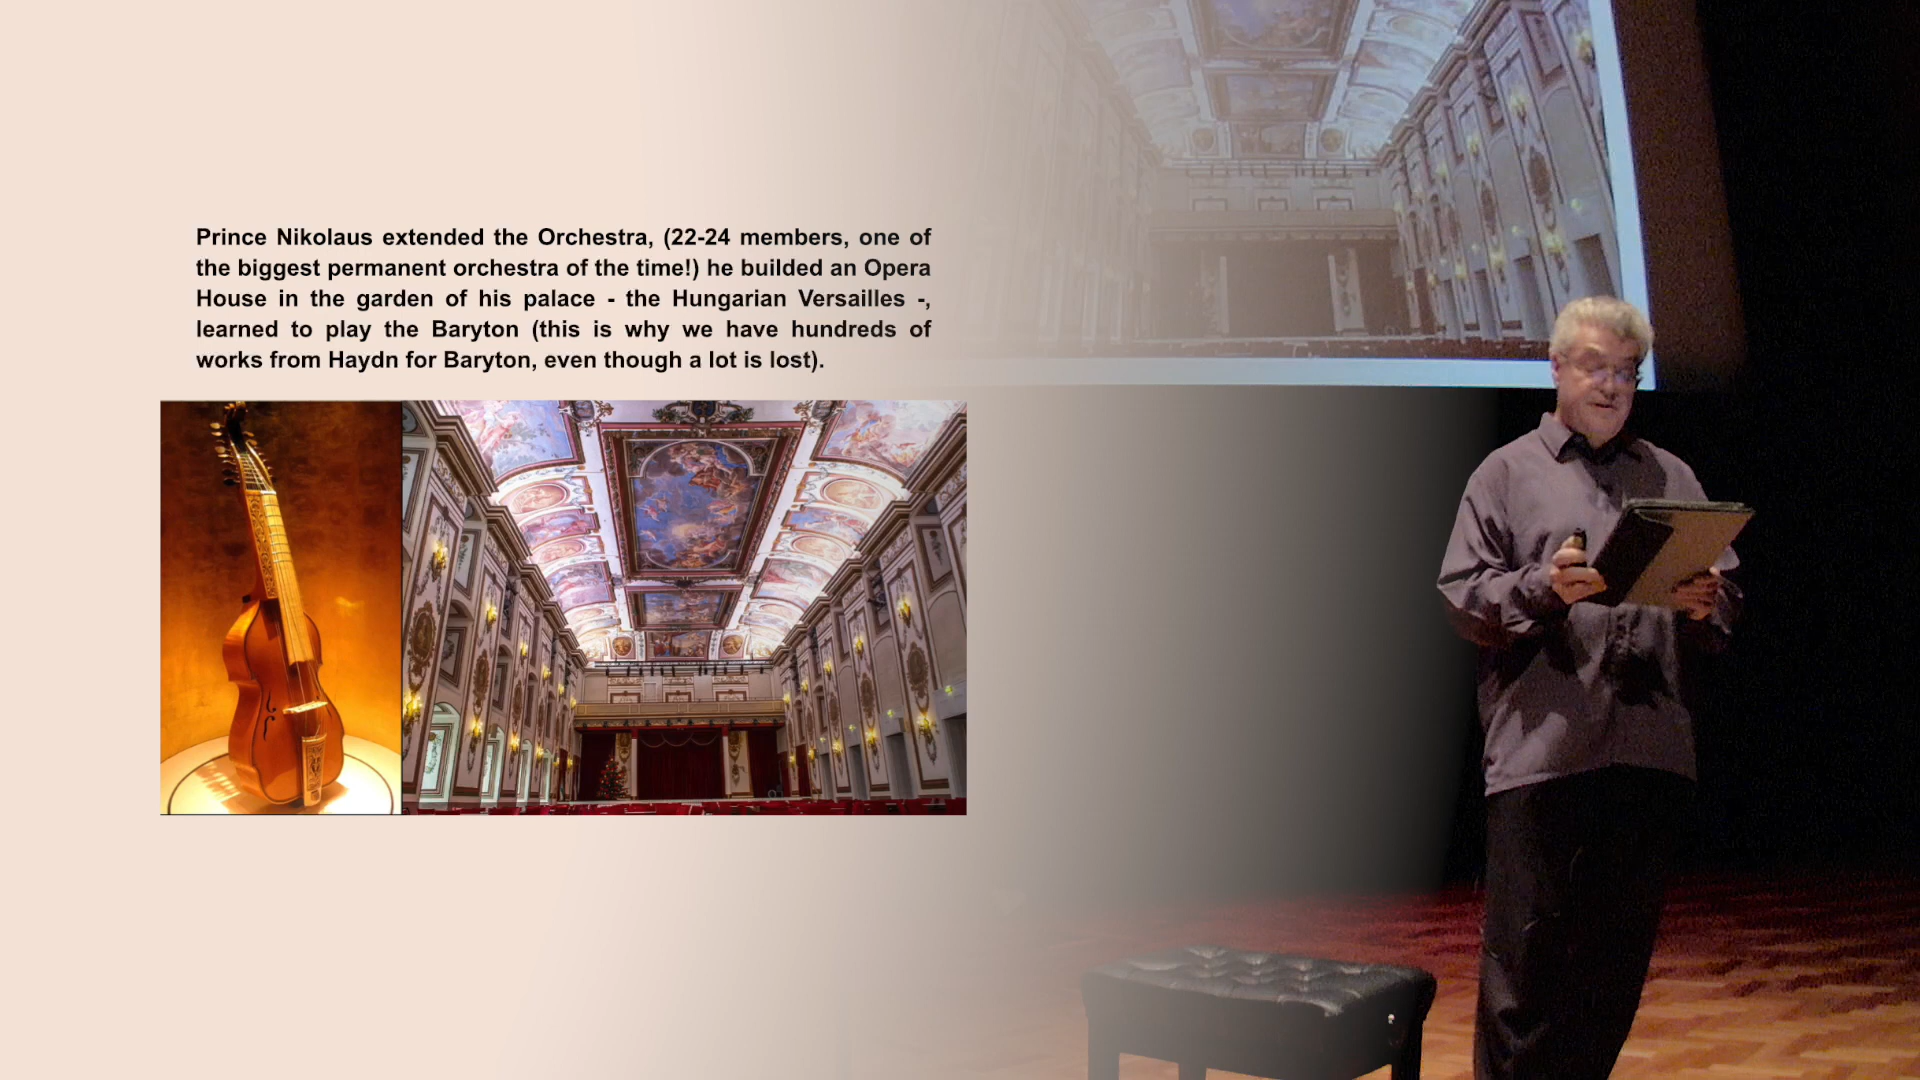 Prince Nikolaus extended the Orchestra, (22-24 members, one of
the biggest permanent orchestra of the time!) he builded an Opera
House in the garden of his palace - the Hungarian Versailles -,
learned to play the Baryton (this is why we have hundreds of
works from Haydn for Baryton, even though a lot is lost).